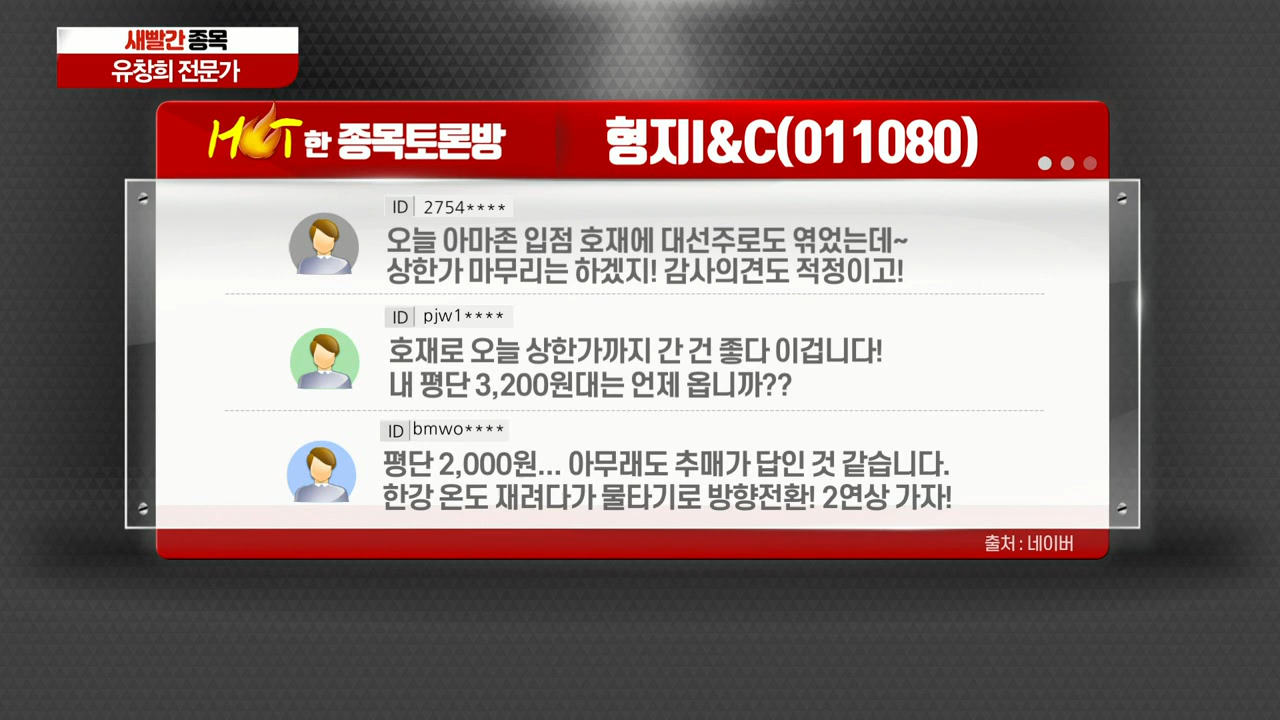 새빨간 종목
유창희 전문가
HOT한 종목토론방
형지I&C(011080)
ID 2754****
오늘 아마존 입점 호재에 대선주로도 엮었는데~
상한가 마무리는 하겠지! 감사의견도 적정이고!
ID pjw1****
호재로 오늘 상한가까지 간 건 좋다 이겁니다!
내 평단 3,200원대는 언제 옵니까??
ID bmwo****
평단 2,000원... 아무래도 추매가 답인 것 같습니다.
한강 온도 재려다가 물타기로 방향전환! 2연상 가자!
출처 : 네이버